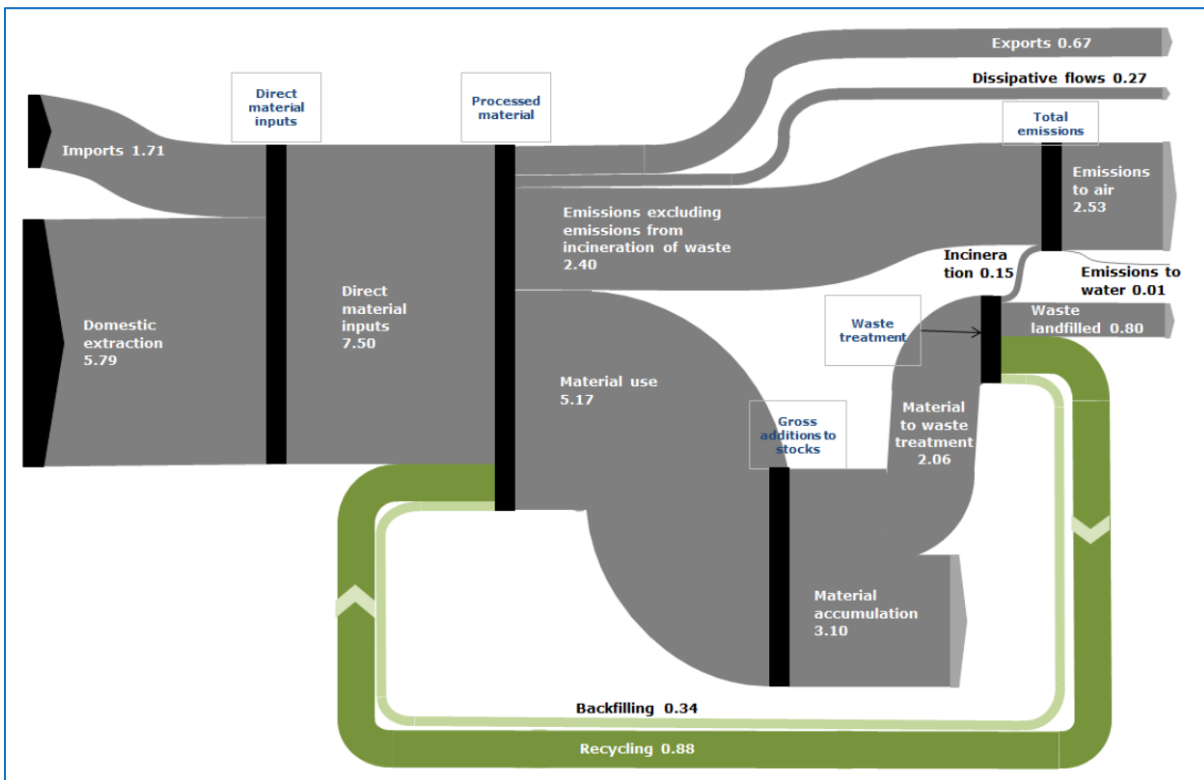 Exports 0.67
Dissipative flows 0.27
Direct
material
inputs
Processed
material
Total
emissions
Imports 1.71
Emissions
to air
2.53
Emissions excluding
emissions from
incineration of waste
2.40
Incinera
tion 0.15
Emissions to
water 0.01
Direct
material
inputs
7.50
Domestic
extraction
5.79
Waste
treatment
Waste
landfilled 0.80
Material use
5.17
Gross
additions to
stocks
Material
to waste
treatment
2.06
Material
accumulation
3.10
Backfilling 0.34
Recycling 0.88